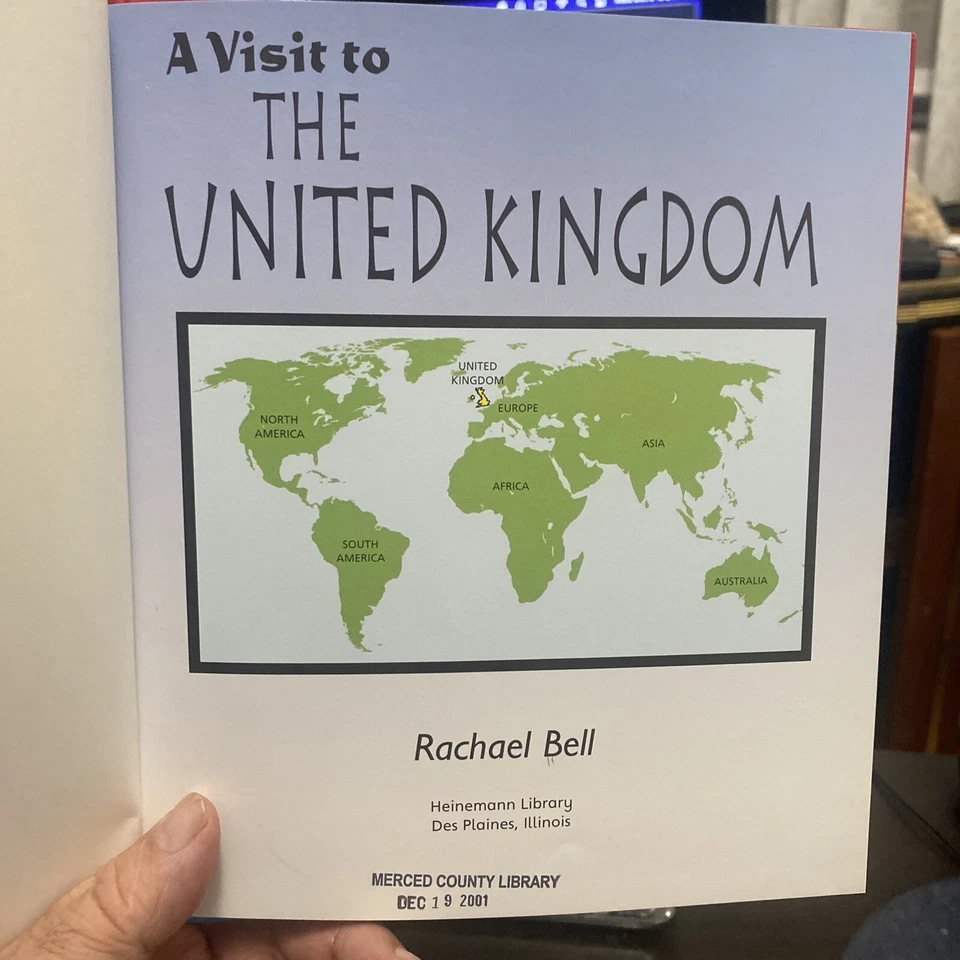 A Visit to
THE
UNITED KINGDOM
UNITED
KINGDOM
NORTH
AMERICA
EUROPE
ASIA
AFRICA
SOUTH
AMERICA
AUSTRALIA
Rachael Bell
Heinemann Library
Des Plaines, Illinois
MERCED COUNTY LIBRARY
DEC 19 2001